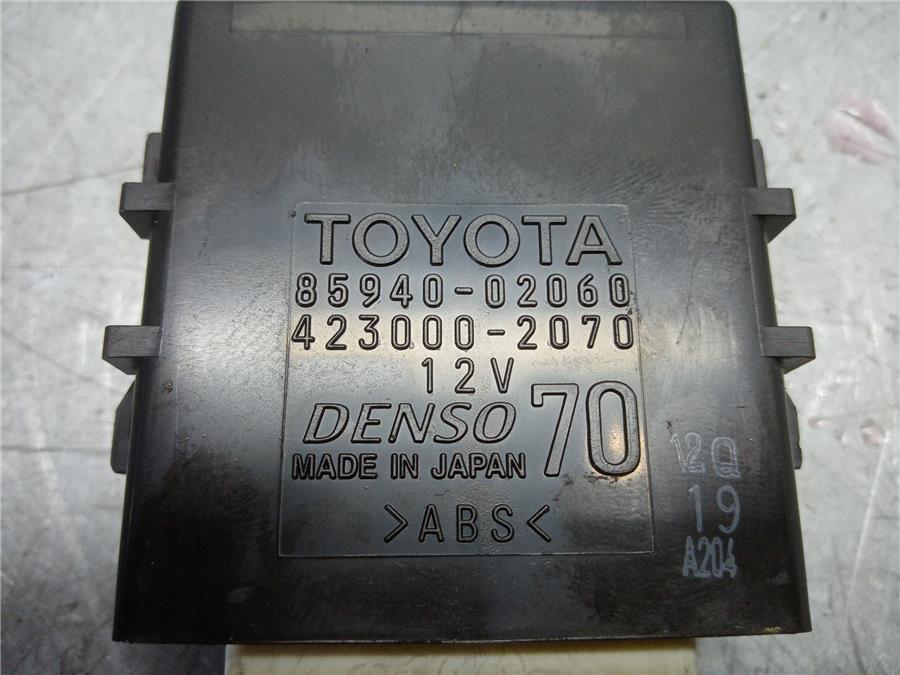 TOYOTA
85940-02060
423000-2070
12V
DENSO 70
MADE IN JAPAN
>ABS<
12Q
19
A204